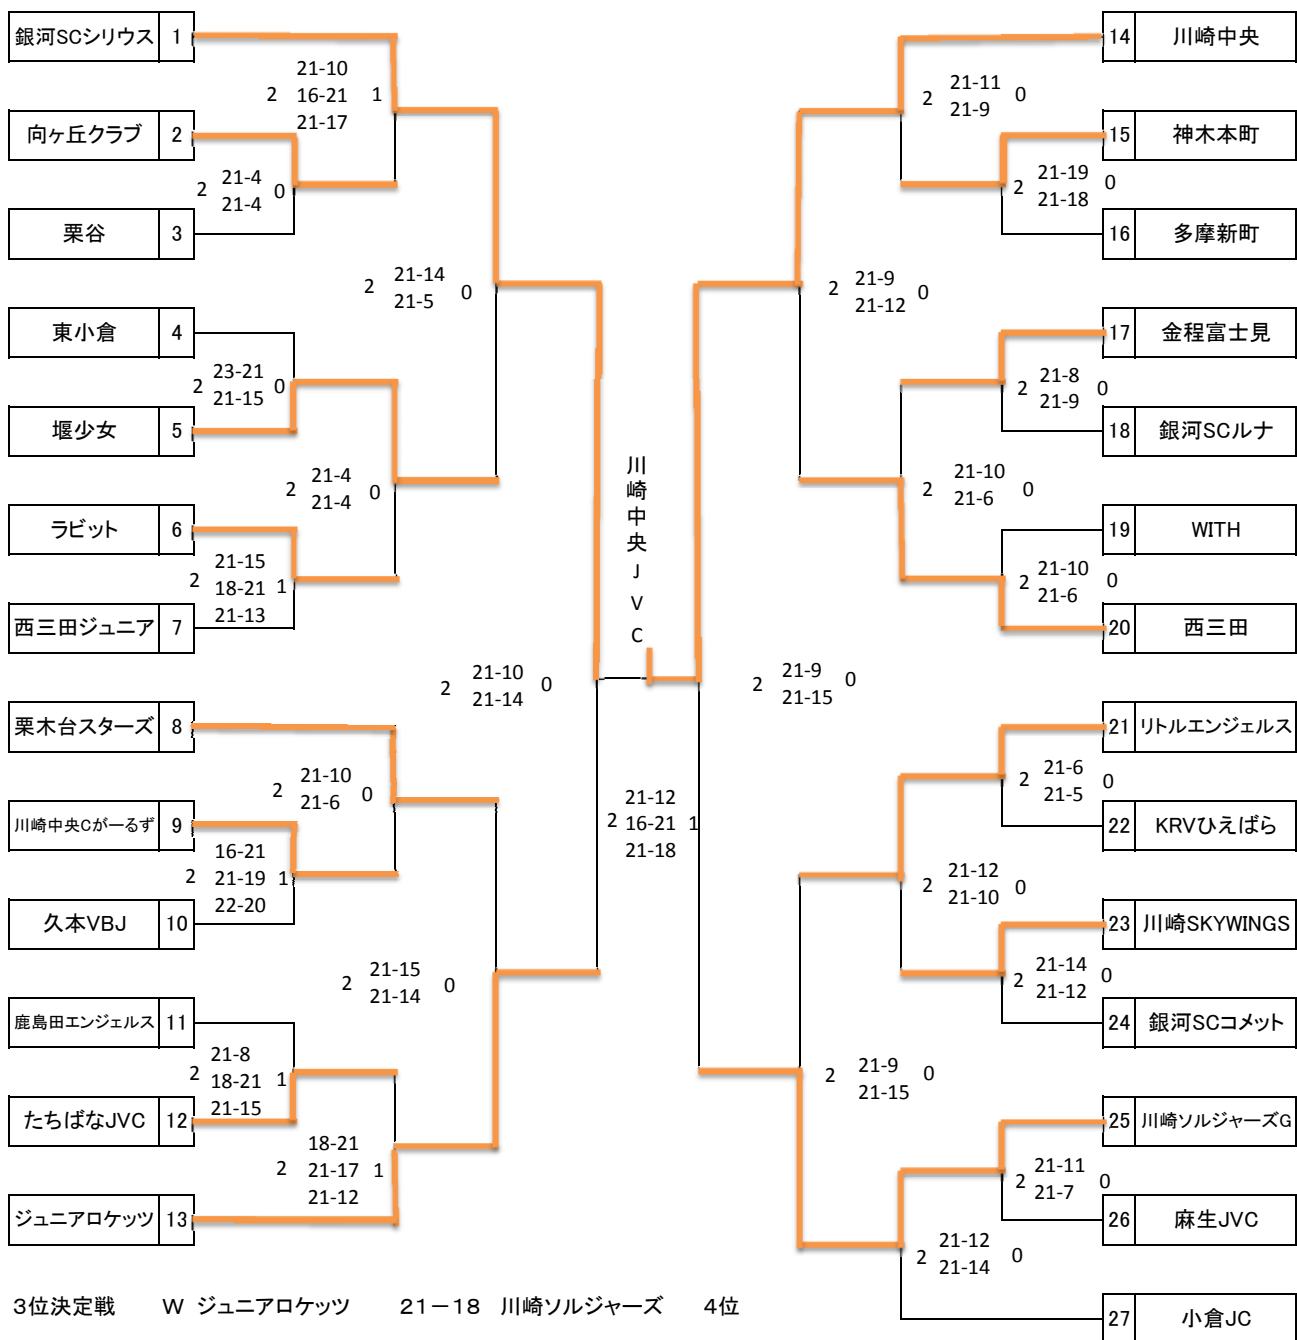 銀河SCシリウス 1
21-10
2 16-21 1
21-17
向ヶ丘クラブ 2
2 21-4 0
21-4
栗谷 3
2 21-14 0
21-5
東小倉 4
2 23-21 0
21-15
堰少女 5
2 21-4 0
21-4
ラビット 6
21-15
2 18-21 1
21-13
西三田ジュニア 7
2 21-10 0
21-14
栗木台スターズ 8
2 21-10 0
21-6
川崎中央Cがーるず 9
16-21
2 21-19 1
22-20
久本VBJ 10
2 21-15 0
21-14
鹿島田エンジェルス 11
21-8
2 18-21 1
21-15
たちばなJVC 12
18-21
2 21-17 1
21-12
ジュニアロケッツ 13
川崎中央JVC
21-12
2 16-21 1
21-18
14 川崎中央
2 21-11 0
21-9
15 神木本町
2 21-19 0
21-18
16 多摩新町
2 21-9 0
21-12
17 金程富士見
2 21-8 0
21-9
18 銀河SCルナ
2 21-10 0
21-6
19 WITH
2 21-10 0
21-6
20 西三田
2 21-9 0
21-15
21 リトルエンジェルス
2 21-6 0
21-5
22 KRVひえばら
2 21-12 0
21-10
23 川崎SKYWINGS
2 21-14 0
21-12
24 銀河SCコメット
2 21-9 0
21-15
25 川崎ソルジャーズG
2 21-11 0
21-7
26 麻生JVC
2 21-12 0
21-14
27 小倉JC
3位決定戦 W ジュニアロケッツ 21－18 川崎ソルジャーズ 4位